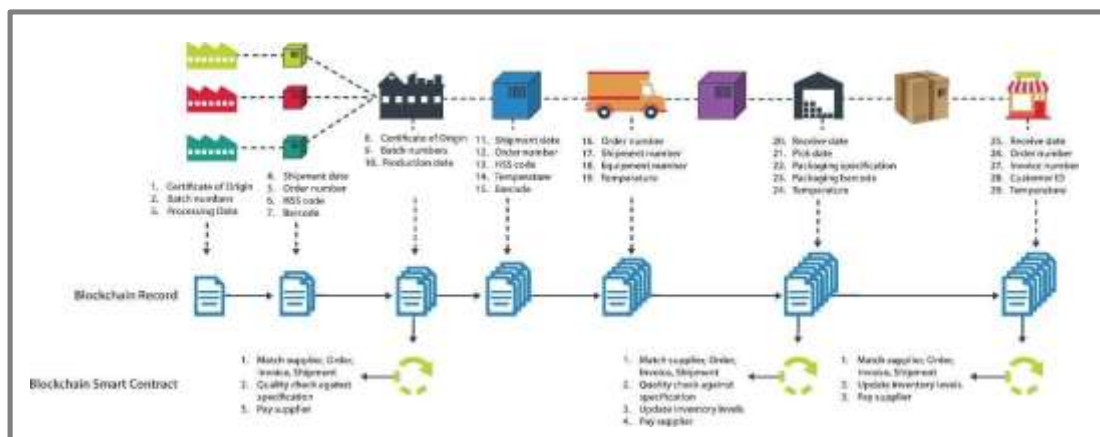 1. Certificate of Origin
2. Batch numbers
3. Processing Date
4. Shipment date
5. Order number
6. HSS code
7. Barcode
8. Certificate of Origin
9. Batch numbers
10. Production date
11. Shipment date
12. Order number
13. HSS code
14. Temperature
15. Barcode
16. Order number
17. Shipment number
18. Equipment number
19. Temperature
20. Receive date
21. Pick date
22. Packaging specification
23. Packaging barcode
24. Temperature
25. Receive date
26. Order number
27. Invoice number
28. Customer ID
29. Temperature
Blockchain Record
Blockchain Smart Contract
1. Match supplier, Order,
Invoice, Shipment
2. Quality check against
specification
3. Pay supplier
1. Match supplier, Order,
Invoice, Shipment
2. Quality check against
specification
3. Update inventory levels
4. Pay supplier
1. Match supplier, Order,
Invoice, Shipment
2. Update inventory levels
3. Pay supplier